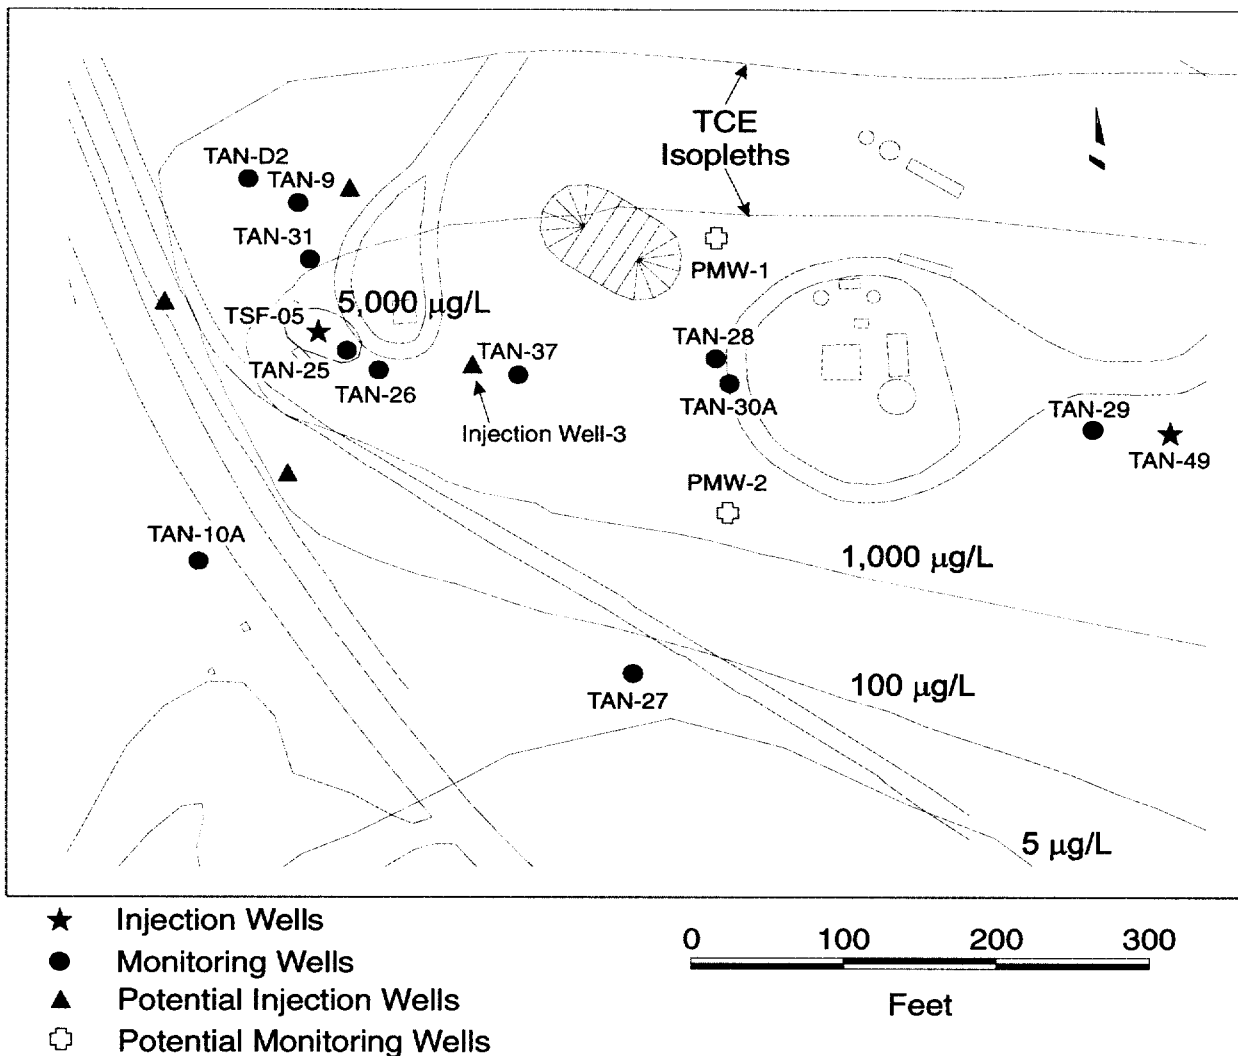 TCE
Isopleths
TAN-D2
TAN-9
TAN-31
PMW-1
5,000 µg/L
TSF-05
TAN-28
TAN-37
TAN-25
TAN-26
TAN-30A
TAN-29
Injection Well-3
TAN-49
PMW-2
TAN-10A
1,000 µg/L
100 µg/L
TAN-27
5 µg/L
Injection Wells
Monitoring Wells
Potential Injection Wells
Potential Monitoring Wells
0 100 200 300
Feet